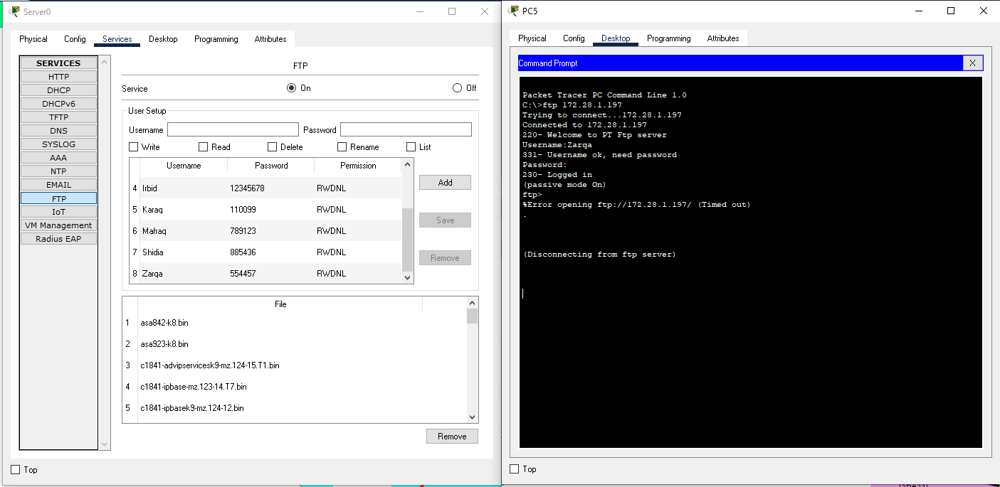 Server0
Physical Config Services Desktop Programming Attributes
SERVICES
HTTP
DHCP
DHCPv6
TFTP
DNS
SYSLOG
AAA
NTP
EMAIL
FTP
IoT
VM Management
Radius EAP
FTP
Service On Off
User Setup
Username Password
Write Read Delete Rename List
Username Password Permission
4 Irbid 12345678 RWDNL
5 Karaq 110099 RWDNL
6 Mafraq 789123 RWDNL
7 Shidia 885436 RWDNL
8 Zarqa 554457 RWDNL
Add
Save
Remove
File
1 asa842-k8.bin
2 asa923-k8.bin
3 c1841-advipservicesk9-mz.124-15.T1.bin
4 c1841-ipbase-mz.123-14.T7.bin
5 c1841-ipbasek9-mz.124-12.bin
Remove
Top
PC5
Physical Config Desktop Programming Attributes
Command Prompt X
Packet Tracer PC Command Line 1.0
C:\>ftp 172.28.1.197
Trying to connect...172.28.1.197
Connected to 172.28.1.197
220- Welcome to PT Ftp server
Username:Zarqa
331- Username ok, need password
Password:
230- Logged in
(passive mode On)
ftp>
%Error opening ftp://172.28.1.197/ (Timed out)
.
(Disconnecting from ftp server)
Top